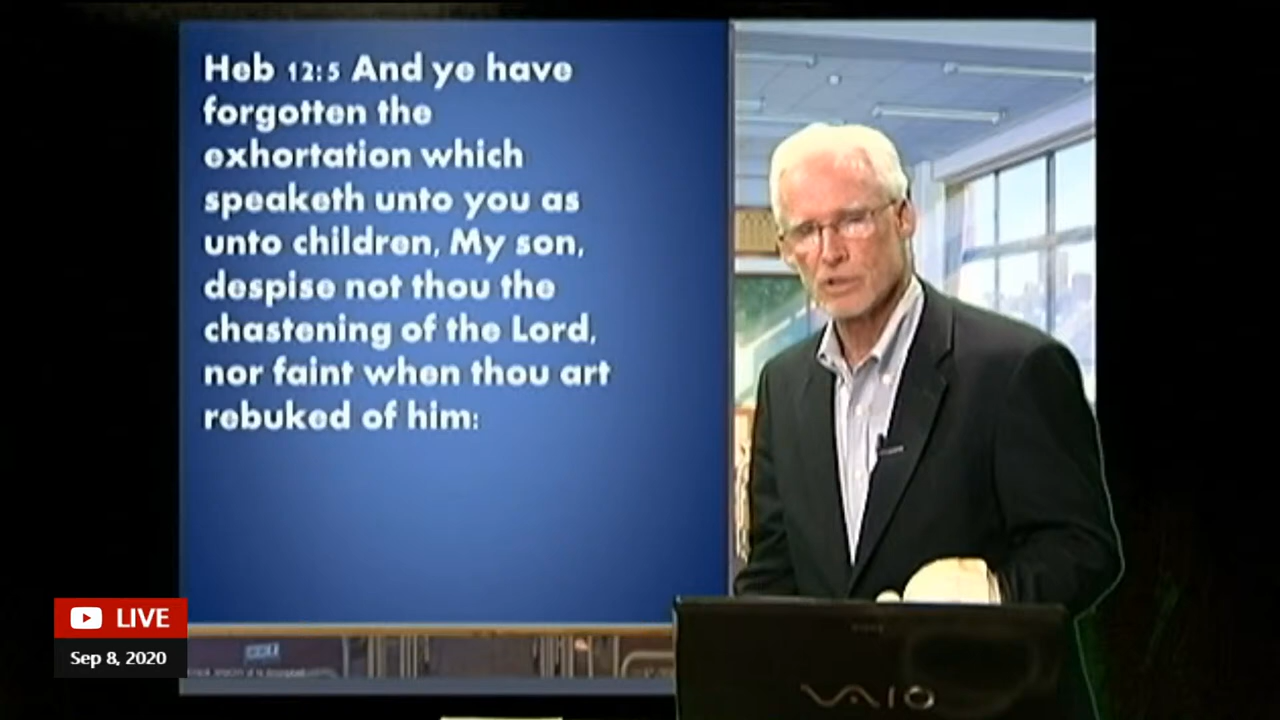 Heb 12:5 And ye have
forgotten the
exhortation which
speaketh unto you as
unto children, My son,
despise not thou the
chastening of the Lord,
nor faint when thou art
rebuked of him:
LIVE
Sep 8, 2020
VAIO